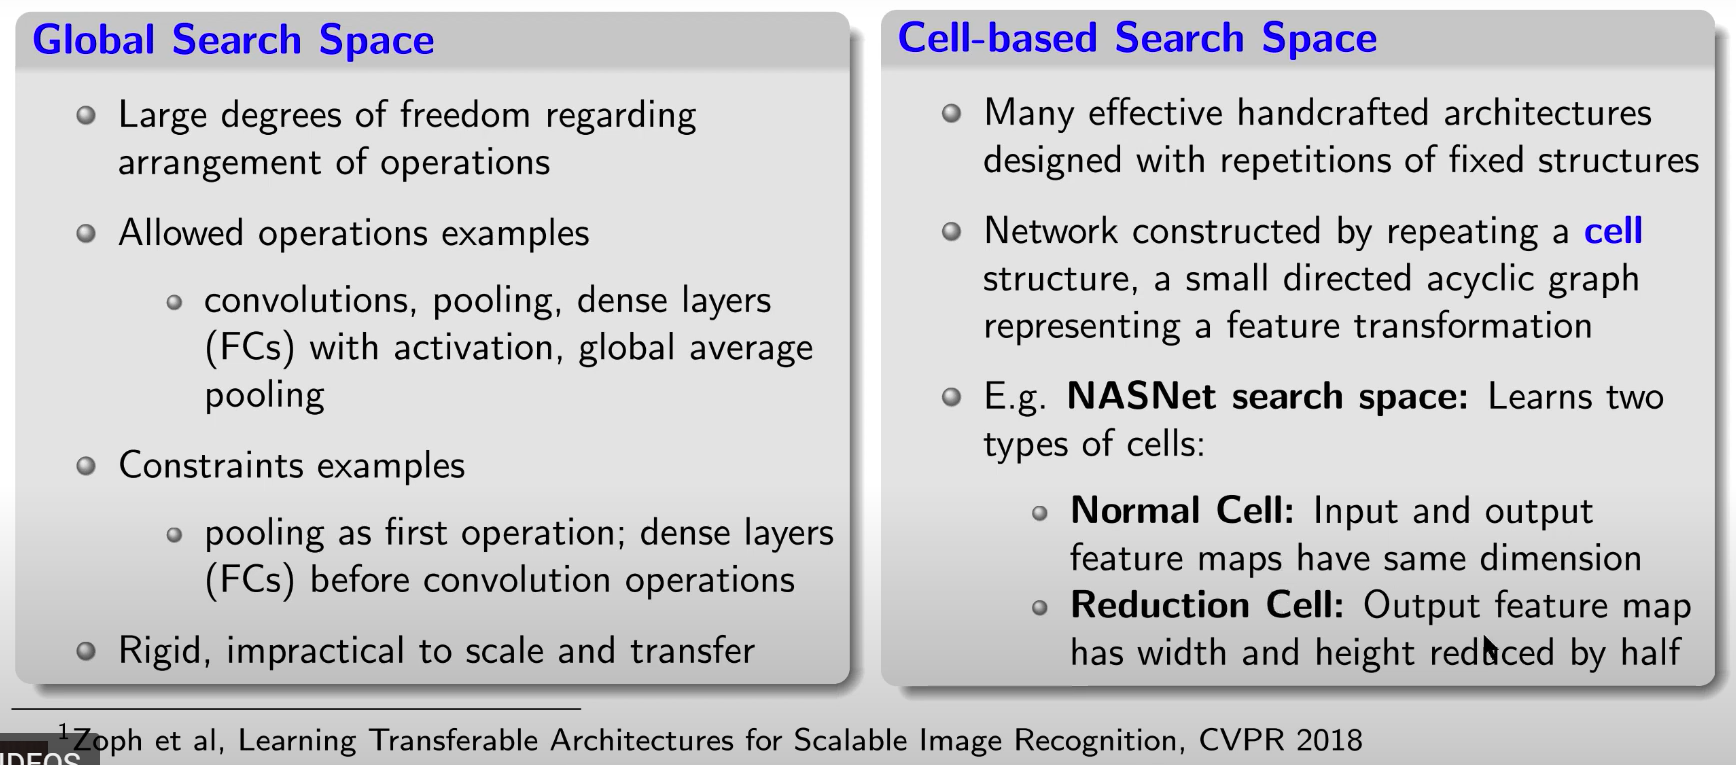 Global Search Space
Large degrees of freedom regarding
arrangement of operations
Allowed operations examples
convolutions, pooling, dense layers
(FCs) with activation, global average
pooling
Constraints examples
pooling as first operation; dense layers
(FCs) before convolution operations
Rigid, impractical to scale and transfer
Cell-based Search Space
Many effective handcrafted architectures
designed with repetitions of fixed structures
Network constructed by repeating a cell
structure, a small directed acyclic graph
representing a feature transformation
E.g. NASNet search space: Learns two
types of cells:
Normal Cell: Input and output
feature maps have same dimension
Reduction Cell: Output feature map
has width and height reduced by half
1Zoph et al, Learning Transferable Architectures for Scalable Image Recognition, CVPR 2018